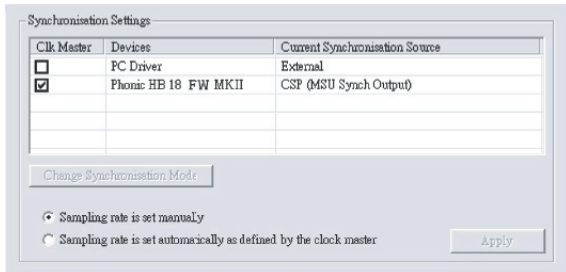 Synchronisation Settings
Clk Master Devices Current Synchronisation Source
PC Driver External
Phonic HB 18 FW MKII CSP (MSU Synch Output)
Change Synchronisation Mode
Sampling rate is set manually
Sampling rate is set automatically as defined by the clock master
Apply